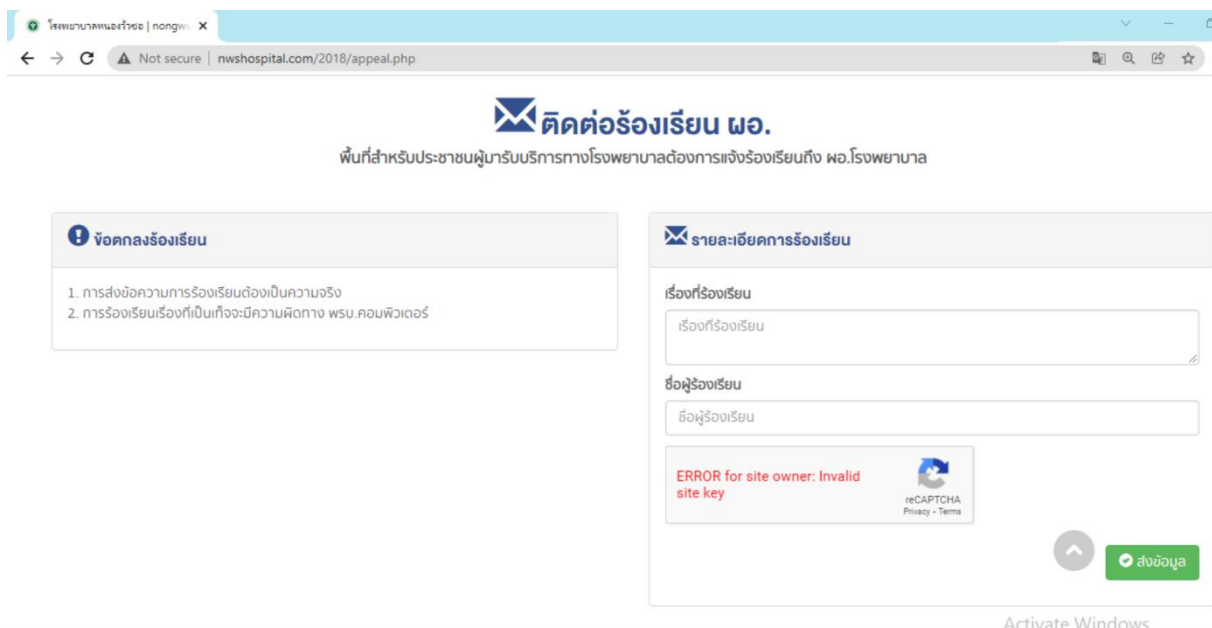 โรงพยาบาลหนองวัวซอ | nongw
Not secure | nwshospital.com/2018/appeal.php
ติดต่อร้องเรียน ผอ.
พื้นที่สำหรับประชาชนผู้มารับบริการทางโรงพยาบาลต้องการแจ้งร้องเรียนถึง ผอ.โรงพยาบาล
ข้อตกลงร้องเรียน
1. การส่งข้อความการร้องเรียนต้องเป็นความจริง
2. การร้องเรียนเรื่องที่เป็นเท็จจะมีความผิดทาง พรบ.คอมพิวเตอร์
รายละเอียดการร้องเรียน
เรื่องที่ร้องเรียน
เรื่องที่ร้องเรียน
ชื่อผู้ร้องเรียน
ชื่อผู้ร้องเรียน
ERROR for site owner: Invalid
site key
reCAPTCHA
Privacy - Terms
ส่งข้อมูล
Activate Windows